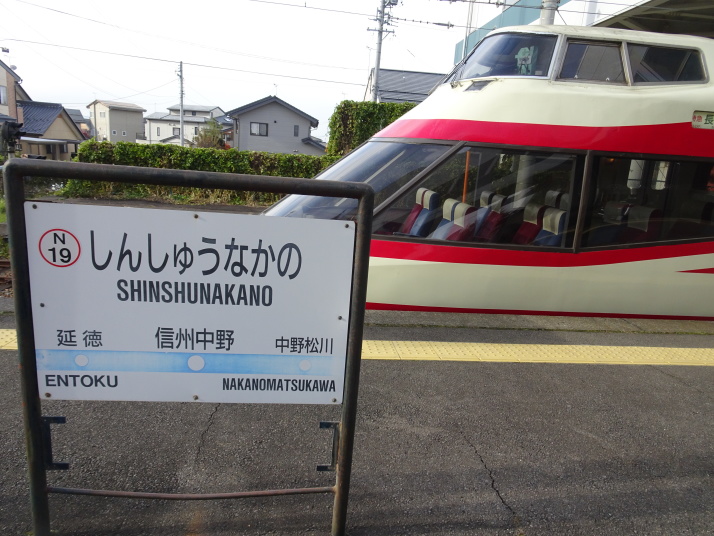 N
19
しんしゅうなかの
SHINSHUNAKANO
延徳 信州中野 中野松川
ENTOKU NAKANOMATSUKAWA
長